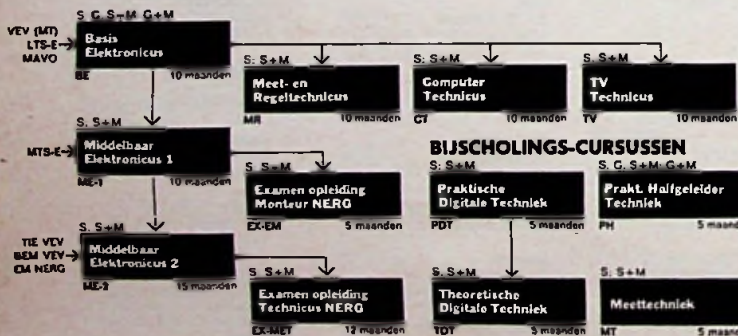 S G S+M G+M
VEV (MT)
LTS-E
MAVO
Basis
Elektronicus
BE 10 maanden
S: S+M
Meet- en
Regeltechnicus
MR 10 maanden
S: S+M
Computer
Technicus
CT 10 maanden
S: S+M
TV
Technicus
TV 10 maanden
S: S+M
MTS-E
Middelbaar
Elektronicus 1
ME-1 10 maanden
S S+M
Examen opleiding
Monteur NERG
EX-EM 5 maanden
BIJSCHOLINGS-CURSUSSEN
S: S+M
Praktische
Digitale Techniek
PDT 5 maanden
S. G. S+M G+M
Prakt. Halfgeleider
Techniek
PH 5 maanden
S. S+M
TIE VEV
BEM VEV
EM NERG
Middelbaar
Elektronicus 2
ME-2 15 maanden
S S+M
Examen opleiding
Technicus NERG
EX-MET 12 maanden
S. S+M
Theoretische
Digitale Techniek
TDT 5 maanden
S: S+M
Meettechniek
MT 5 maanden